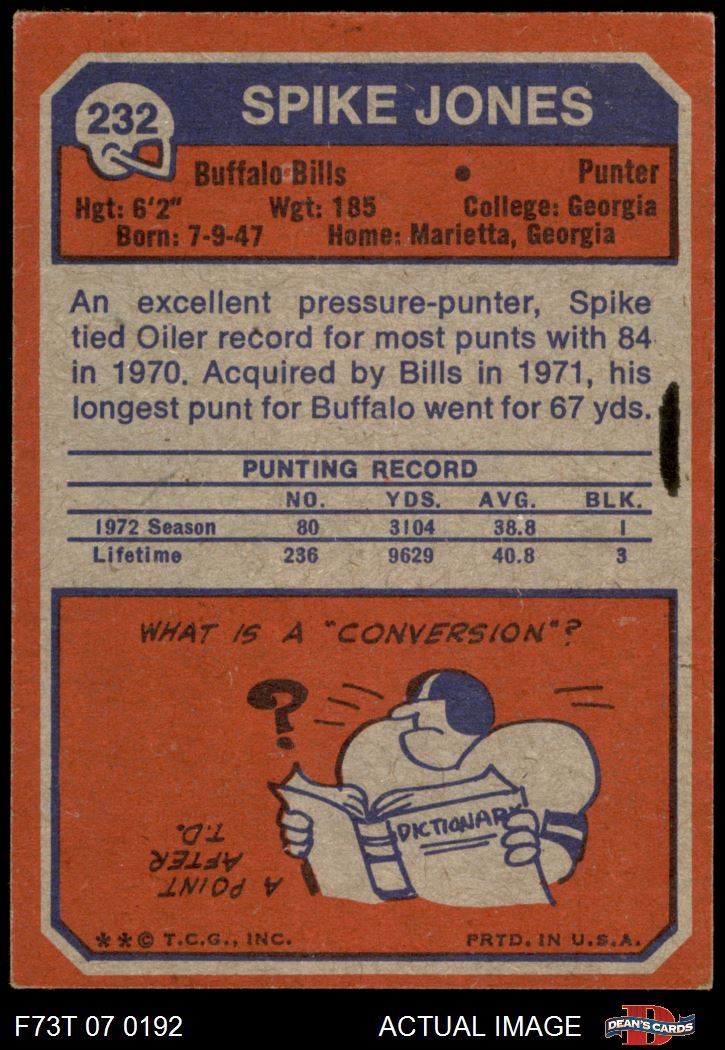 232
SPIKE JONES
Buffalo Bills • Punter
Hgt: 6'2" Wgt: 185 College: Georgia
Born: 7-9-47 Home: Marietta, Georgia
An excellent pressure-punter, Spike
tied Oiler record for most punts with 84
in 1970. Acquired by Bills in 1971, his
longest punt for Buffalo went for 67 yds.
PUNTING RECORD
NO. YDS. AVG. BLK.
1972 Season 80 3104 38.8 1
Lifetime 236 9629 40.8 3
WHAT IS A "CONVERSION"?
?
DICTIONARY
A POINT
AFTER
T.D.
**© T.C.G., INC. PRTD. IN U.S.A.
F73T 07 0192 ACTUAL IMAGE
D
DEAN'S CARDS